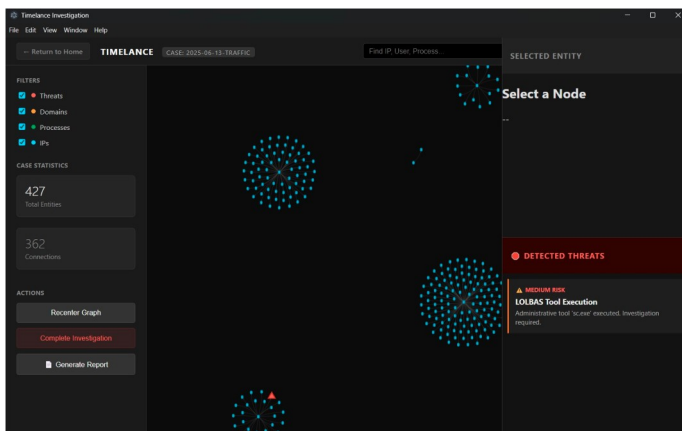 Timelance Investigation
File Edit View Window Help
← Return to Home
TIMELANCE
CASE: 2025-06-13-TRAFFIC
Find IP, User, Process...
FILTERS
Threats
Domains
Processes
IPs
CASE STATISTICS
427
Total Entities
362
Connections
ACTIONS
Recenter Graph
Complete Investigation
Generate Report
SELECTED ENTITY
Select a Node
--
DETECTED THREATS
MEDIUM RISK
LOLBAS Tool Execution
Administrative tool 'sc.exe' executed. Investigation
required.